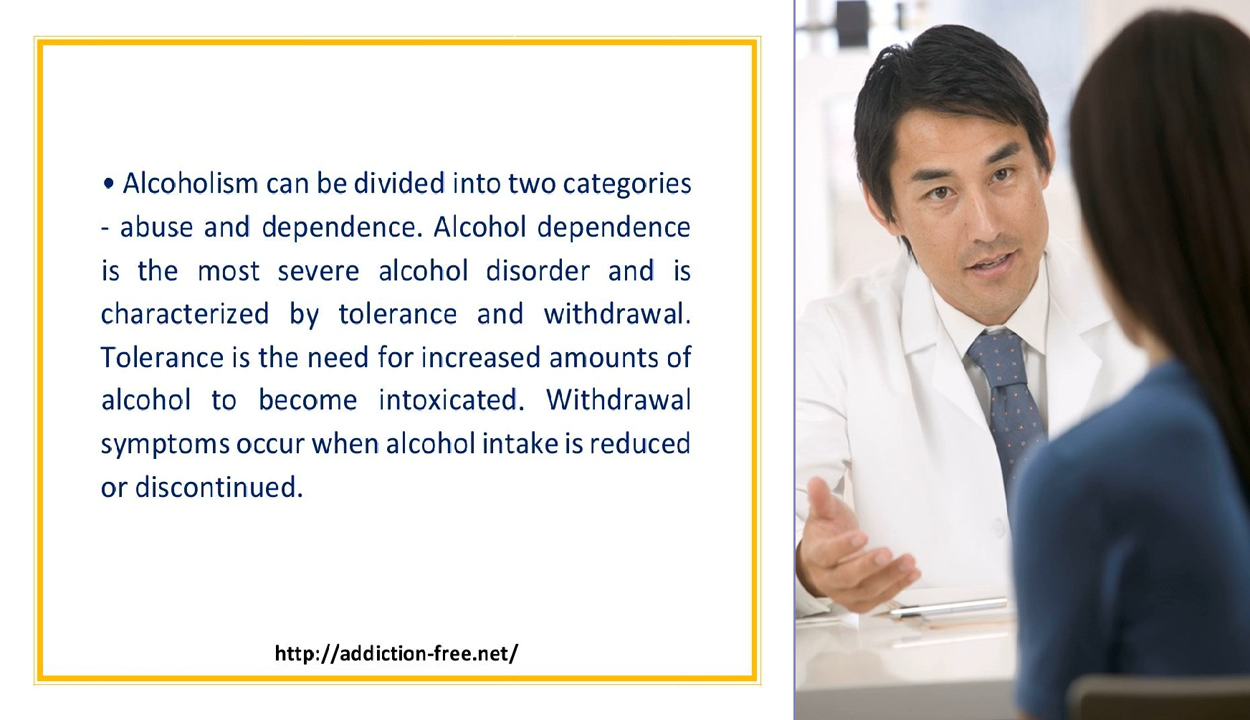 • Alcoholism can be divided into two categories
- abuse and dependence. Alcohol dependence
is the most severe alcohol disorder and is
characterized by tolerance and withdrawal.
Tolerance is the need for increased amounts of
alcohol to become intoxicated. Withdrawal
symptoms occur when alcohol intake is reduced
or discontinued.
http://addiction-free.net/